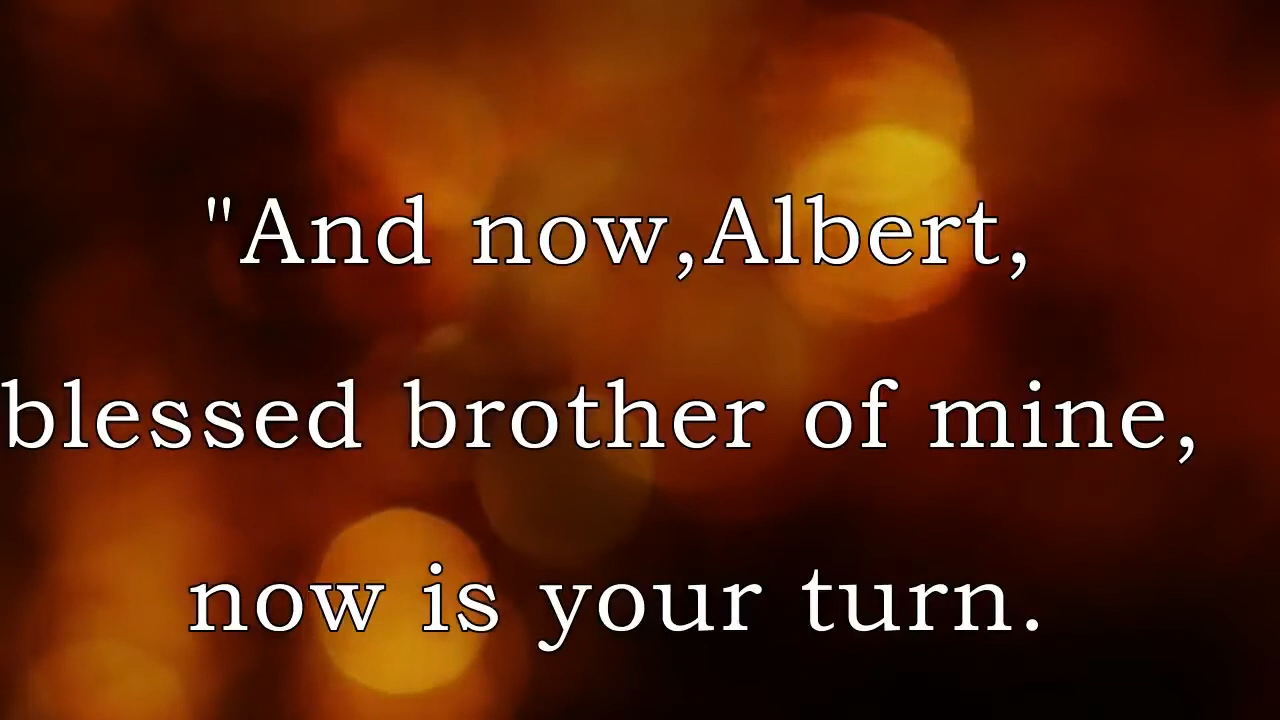 "And now,Albert,
blessed brother of mine,
now is your turn.